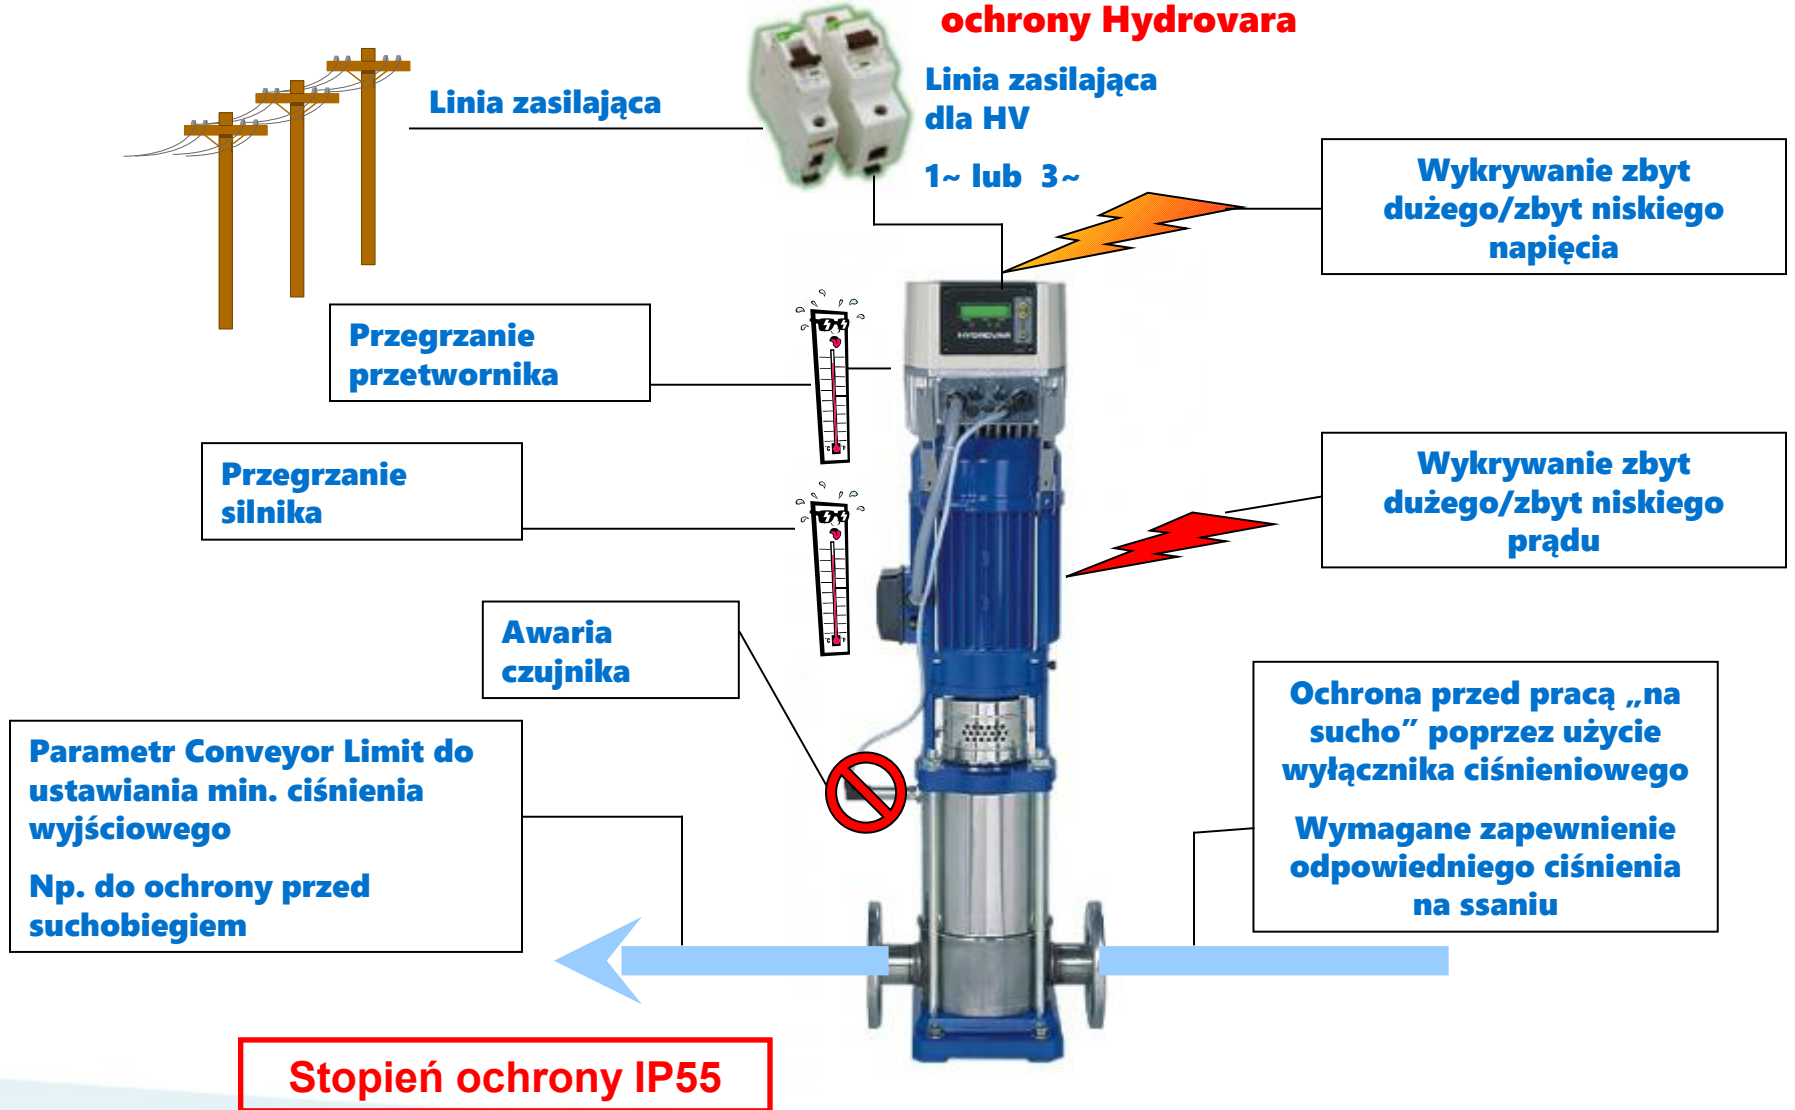 ochrony Hydrovara
Linia zasilająca
Linia zasilająca
dla HV
1~ lub 3~
Wykrywanie zbyt
dużego/zbyt niskiego
napięcia
Przegrzanie
przetwornika
HYDROVAR
Przegrzanie
silnika
Wykrywanie zbyt
dużego/zbyt niskiego
prądu
Awaria
czujnika
Ochrona przed pracą „na
sucho” poprzez użycie
wyłącznika ciśnieniowego
Wymagane zapewnienie
odpowiedniego ciśnienia
na ssaniu
Parametr Conveyor Limit do
ustawiania min. ciśnienia
wyjściowego
Np. do ochrony przed
suchobiegiem
Stopień ochrony IP55